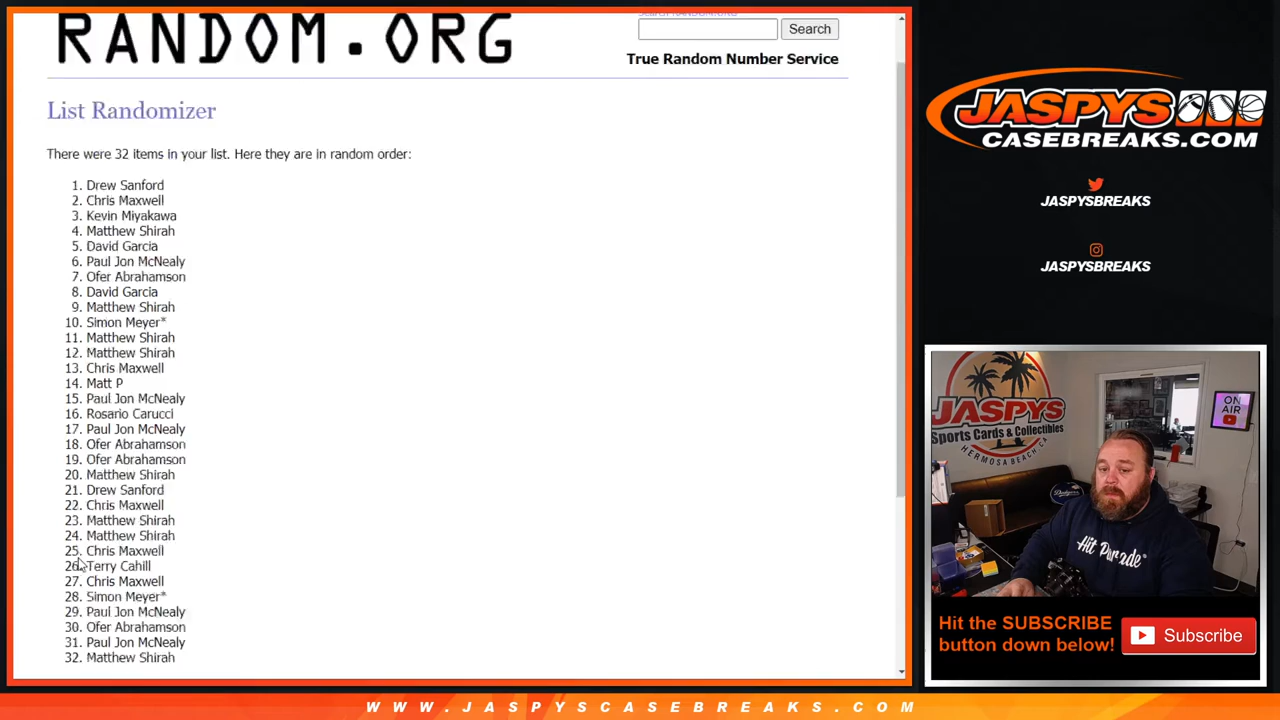 RANDOM.ORG
Search RANDOM.ORG
Search
True Random Number Service
List Randomizer
There were 32 items in your list. Here they are in random order:
1. Drew Sanford
2. Chris Maxwell
3. Kevin Miyakawa
4. Matthew Shirah
5. David Garcia
6. Paul Jon McNealy
7. Ofer Abrahamson
8. David Garcia
9. Matthew Shirah
10. Simon Meyer*
11. Matthew Shirah
12. Matthew Shirah
13. Chris Maxwell
14. Matt P
15. Paul Jon McNealy
16. Rosario Carucci
17. Paul Jon McNealy
18. Ofer Abrahamson
19. Ofer Abrahamson
20. Matthew Shirah
21. Drew Sanford
22. Chris Maxwell
23. Matthew Shirah
24. Matthew Shirah
25. Chris Maxwell
26. Terry Cahill
27. Chris Maxwell
28. Simon Meyer*
29. Paul Jon McNealy
30. Ofer Abrahamson
31. Paul Jon McNealy
32. Matthew Shirah
JASPYS
CASEBREAKS.COM
JASPYSBREAKS
JASPYSBREAKS
JASPYS
Sports Cards & Collectibles
HERMOSA BEACH, CA
ON
AIR
Dodgers
Hit Parade
Hit the SUBSCRIBE
button down below!
Subscribe
WWW.JASPYSCASEBREAKS.COM